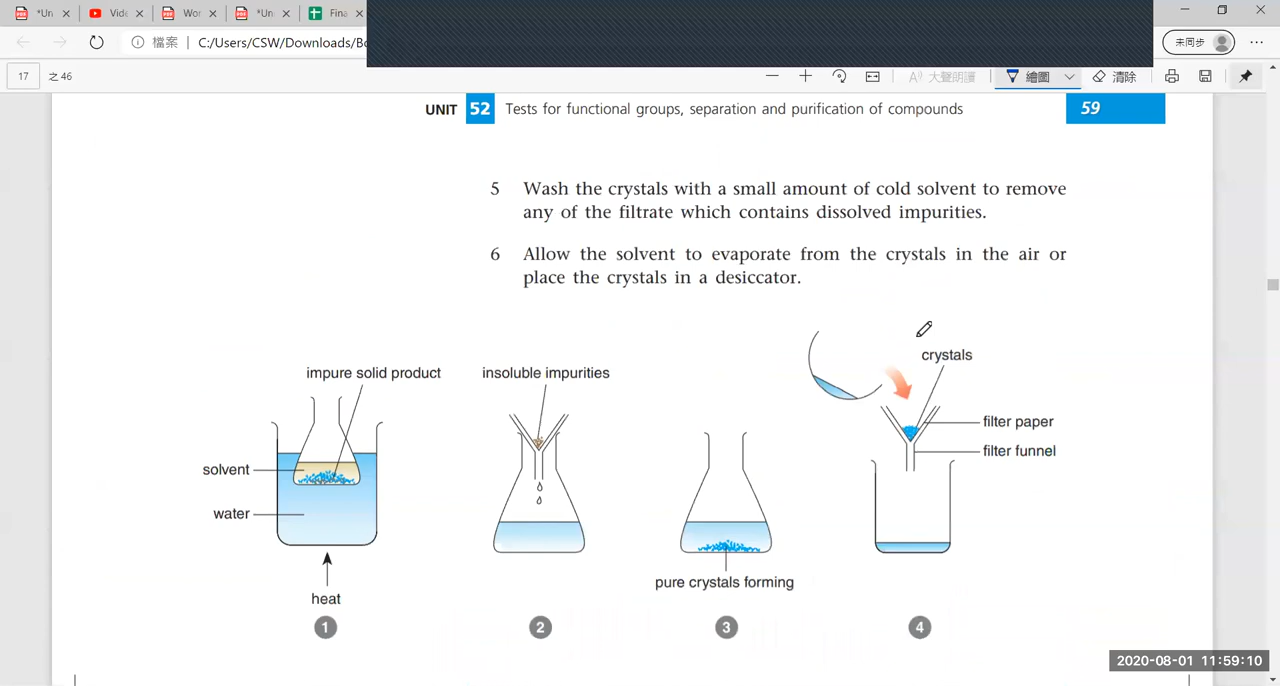 *Un
Vide
Wor
*Un
Fina
檔案
C:/Users/CSW/Downloads/Bo
未同步
17
之 46
大聲朗讀
繪圖
清除
UNIT 52 Tests for functional groups, separation and purification of compounds 59
5 Wash the crystals with a small amount of cold solvent to remove
any of the filtrate which contains dissolved impurities.
6 Allow the solvent to evaporate from the crystals in the air or
place the crystals in a desiccator.
impure solid product
solvent
water
heat
1
insoluble impurities
2
pure crystals forming
3
crystals
filter paper
filter funnel
4
2020-08-01 11:59:10